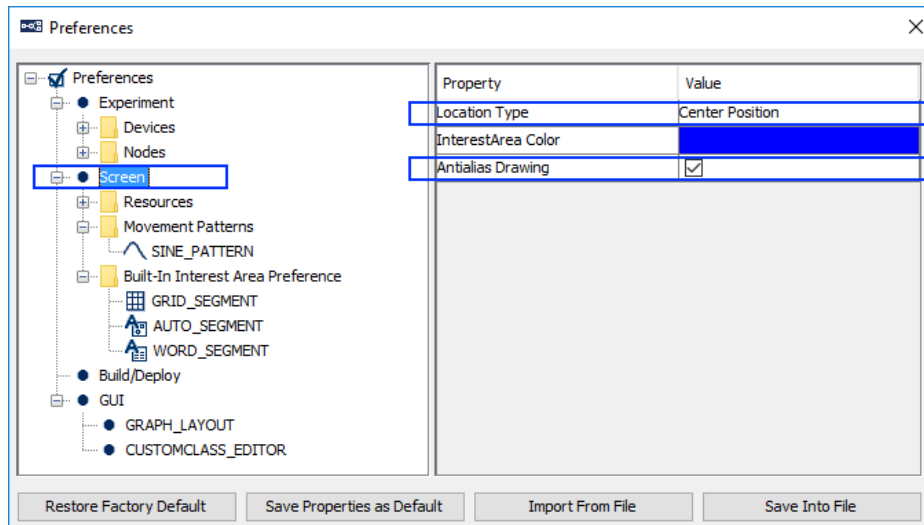 Preferences
Preferences
Experiment
Devices
Nodes
Screen
Resources
Movement Patterns
SINE_PATTERN
Built-In Interest Area Preference
GRID_SEGMENT
AUTO_SEGMENT
WORD_SEGMENT
Build/Deploy
GUI
GRAPH_LAYOUT
CUSTOMCLASS_EDITOR
Property Value
Location Type Center Position
InterestArea Color
Antialias Drawing
Restore Factory Default Save Properties as Default Import From File Save Into File